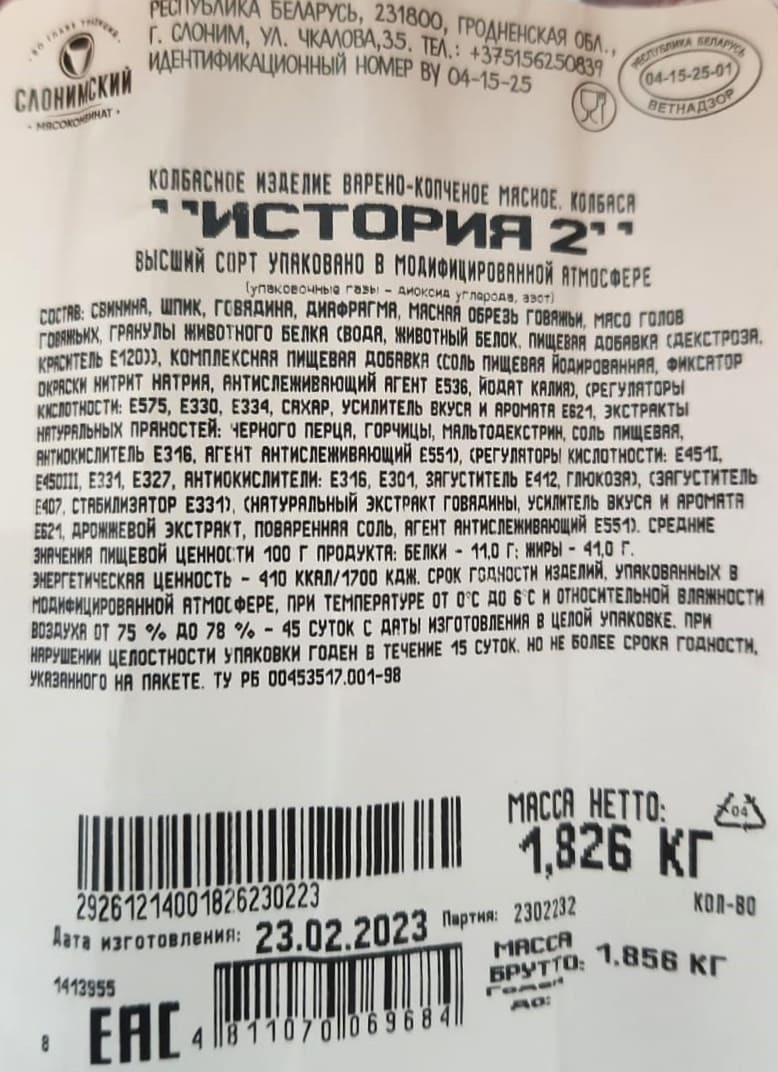 ВО ГЛАВЕ ТРАДИЦИЙ
СЛОНИМСКИЙ
- МЯСОКОМБИНАТ -
РЕСПУБЛИКА БЕЛАРУСЬ, 231800, ГРОДНЕНСКАЯ ОБЛ.,
Г. СЛОНИМ, УЛ. ЧКАЛОВА,35. ТЕЛ.: +375156250839
ИДЕНТИФИКАЦИОННЫЙ НОМЕР BY 04-15-25
РЕСПУБЛИКА БЕЛАРУСЬ
04-15-25-01
ВЕТНАДЗОР
КОЛБАСНОЕ ИЗДЕЛИЕ ВАРЕНО-КОПЧЕНОЕ МЯСНОЕ. КОЛБАСА
"ИСТОРИЯ 2"
ВЫСШИЙ СОРТ УПАКОВАНО В МОДИФИЦИРОВАННОЙ АТМОСФЕРЕ
(упаковочные газы - диоксид углерода, азот)
СОСТАВ: СВИНИНА, ШПИК, ГОВЯДИНА, ДИАФРАГМА, МЯСНАЯ ОБРЕЗЬ ГОВЯЖЬИ, МЯСО ГОЛОВ
ГОВЯЖЬИХ, ГРАНУЛЫ ЖИВОТНОГО БЕЛКА (ВОДА, ЖИВОТНЫЙ БЕЛОК, ПИЩЕВАЯ ДОБАВКА (ДЕКСТРОЗА,
КРАСИТЕЛЬ Е120)), КОМПЛЕКСНАЯ ПИЩЕВАЯ ДОБАВКА (СОЛЬ ПИЩЕВАЯ ЙОДИРОВАННАЯ, ФИКСАТОР
ОКРАСКИ НИТРИТ НАТРИЯ, АНТИСЛЕЖИВАЮЩИЙ АГЕНТ Е536, ЙОДАТ КАЛИЯ), (РЕГУЛЯТОРЫ
КИСЛОТНОСТИ: Е575, Е330, Е334, САХАР, УСИЛИТЕЛЬ ВКУСА И АРОМАТА Е621, ЭКСТРАКТЫ
НАТУРАЛЬНЫХ ПРЯНОСТЕЙ: ЧЕРНОГО ПЕРЦА, ГОРЧИЦЫ, МАЛЬТОДЕКСТРИН, СОЛЬ ПИЩЕВАЯ,
АНТИОКИСЛИТЕЛЬ Е316, АГЕНТ АНТИСЛЕЖИВАЮЩИЙ Е551), (РЕГУЛЯТОРЫ КИСЛОТНОСТИ: Е451I,
Е450III, Е331, Е327, АНТИОКИСЛИТЕЛИ: Е316, Е301, ЗАГУСТИТЕЛЬ Е412, ГЛЮКОЗА), (ЗАГУСТИТЕЛЬ
Е407, СТАБИЛИЗАТОР Е331), (НАТУРАЛЬНЫЙ ЭКСТРАКТ ГОВЯДИНЫ, УСИЛИТЕЛЬ ВКУСА И АРОМАТА
Е621, ДРОЖЖЕВОЙ ЭКСТРАКТ, ПОВАРЕННАЯ СОЛЬ, АГЕНТ АНТИСЛЕЖИВАЮЩИЙ Е551). СРЕДНИЕ
ЗНАЧЕНИЯ ПИЩЕВОЙ ЦЕННОСТИ 100 Г ПРОДУКТА: БЕЛКИ - 11,0 Г; ЖИРЫ - 41,0 Г.
ЭНЕРГЕТИЧЕСКАЯ ЦЕННОСТЬ - 410 ККАЛ/1700 КДЖ. СРОК ГОДНОСТИ ИЗДЕЛИЙ, УПАКОВАННЫХ В
МОДИФИЦИРОВАННОЙ АТМОСФЕРЕ, ПРИ ТЕМПЕРАТУРЕ ОТ 0°С ДО 6°С И ОТНОСИТЕЛЬНОЙ ВЛАЖНОСТИ
ВОЗДУХА ОТ 75 % ДО 78 % - 45 СУТОК С ДАТЫ ИЗГОТОВЛЕНИЯ В ЦЕЛОЙ УПАКОВКЕ. ПРИ
НАРУШЕНИИ ЦЕЛОСТНОСТИ УПАКОВКИ ГОДЕН В ТЕЧЕНИЕ 15 СУТОК, НО НЕ БОЛЕЕ СРОКА ГОДНОСТИ,
УКАЗАННОГО НА ПАКЕТЕ. ТУ РБ 00453517.001-98
МАССА НЕТТО:
04
1,826 КГ
29261214001826230223
КОЛ-ВО
Дата изготовления: 23.02.2023 Партия: 2302232
МАССА
БРУТТО: 1.856 КГ
Годен
до:
1413955
8 ЕАС 4 811070 069684